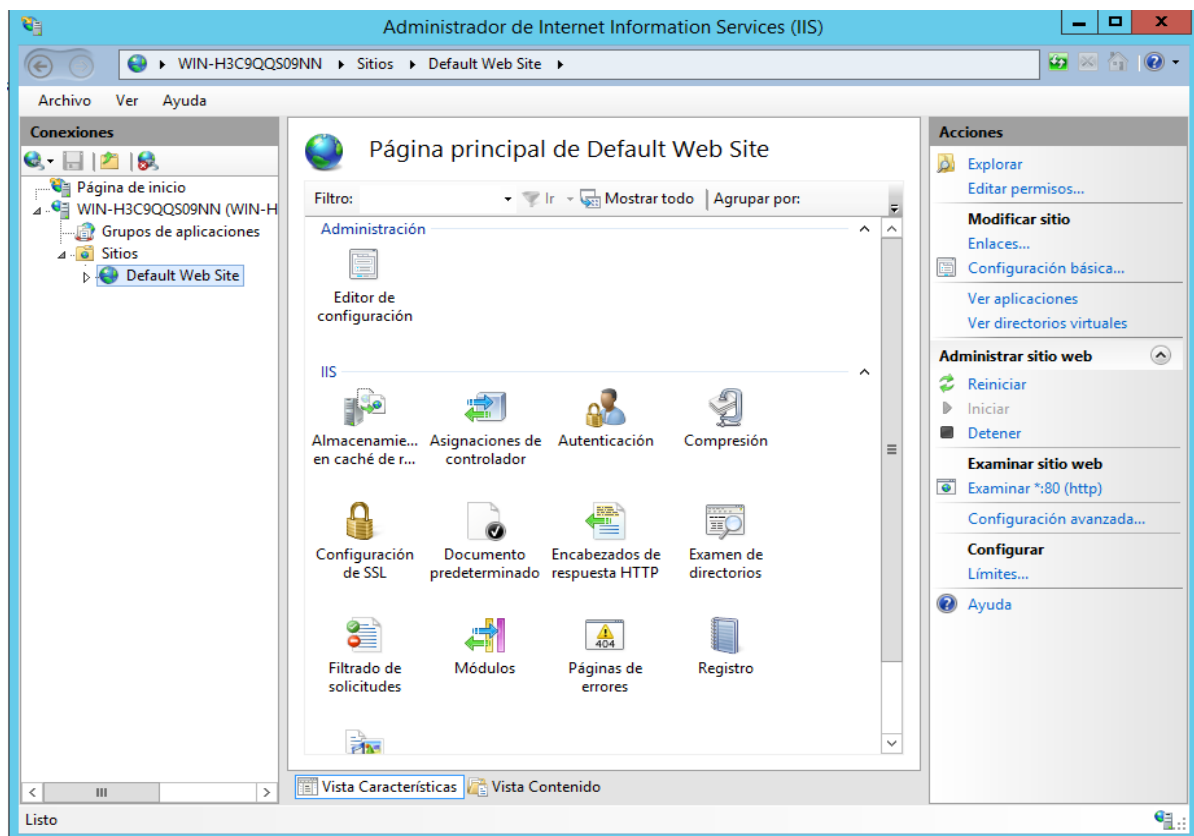 Administrador de Internet Information Services (IIS)
WIN-H3C9QQS09NN Sitios Default Web Site
Archivo Ver Ayuda
Conexiones
Página de inicio
WIN-H3C9QQS09NN (WIN-H
Grupos de aplicaciones
Sitios
Default Web Site
Página principal de Default Web Site
Filtro: Ir Mostrar todo Agrupar por:
Administración
Editor de
configuración
IIS
Almacenamie...
en caché de r...
Asignaciones de
controlador
Autenticación
Compresión
Configuración
de SSL
Documento
predeterminado
Encabezados de
respuesta HTTP
Examen de
directorios
Filtrado de
solicitudes
Módulos
404
Páginas de
errores
Registro
Vista Características Vista Contenido
Acciones
Explorar
Editar permisos...
Modificar sitio
Enlaces...
Configuración básica...
Ver aplicaciones
Ver directorios virtuales
Administrar sitio web
Reiniciar
Iniciar
Detener
Examinar sitio web
Examinar *:80 (http)
Configuración avanzada...
Configurar
Límites...
Ayuda
Listo